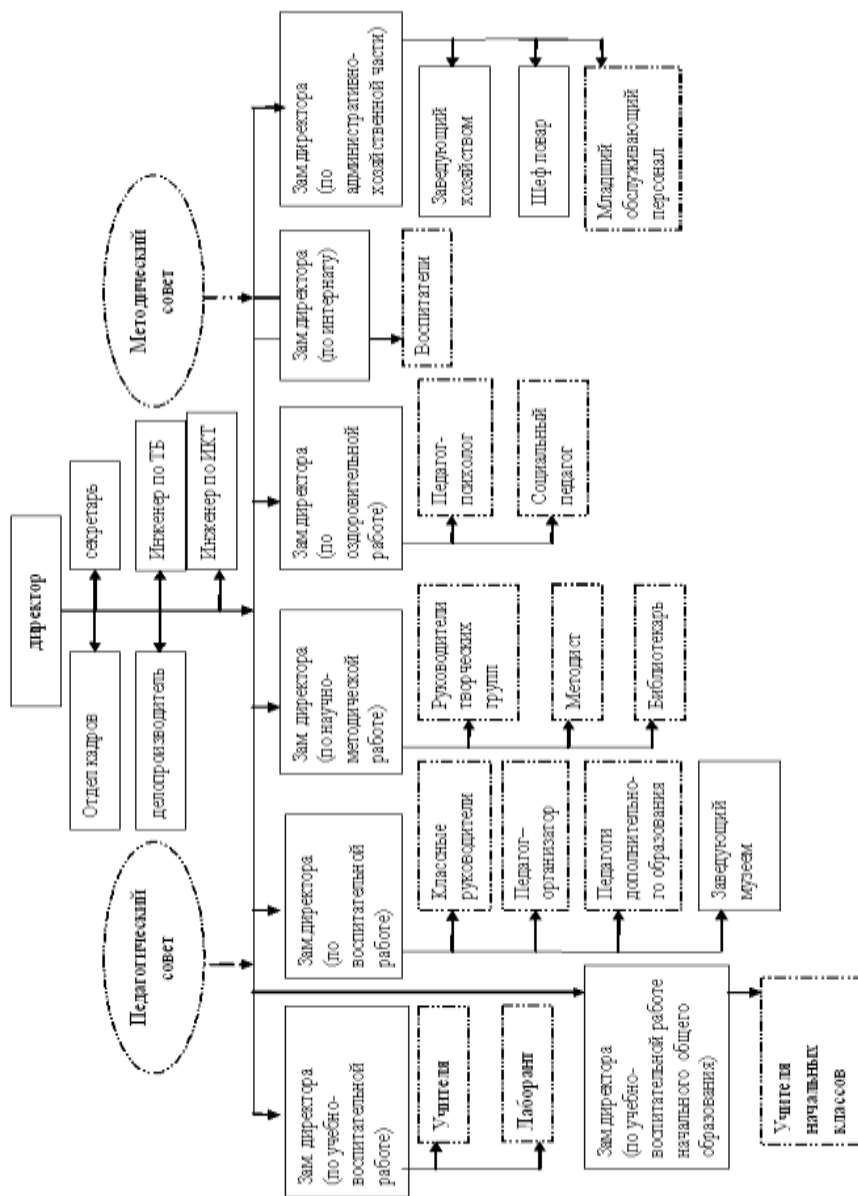 директор
Отдел кадров
секретарь
делопроизводитель
Инженер по ТБ
Инженер по ИКТ
Педагогический
совет
Методический
совет
Зам. директора
(по учебно-
воспитательной
работе)
Учителя
Лаборант
Зам.директора
(по учебно-
воспитательной работе
начального общего
образования)
Учителя
начальных
классов
Зам.директора
(по
воспитательной
работе)
Классные
руководители
Педагог–
организатор
Педагоги
дополнительно-
го образования
Заведующий
музеем
Зам. директора
(по научно-
методической
работе)
Руководители
творческих
групп
Методист
Библиотекарь
Зам директора
(по
оздоровительной
работе)
Педагог-
психолог
Социальный
педагог
Зам директора
(по интернату)
Воспитатели
Зам директора
(по
административно-
хозяйственной части)
Заведующий
хозяйством
Шеф повар
Младший
обслуживающий
персонал